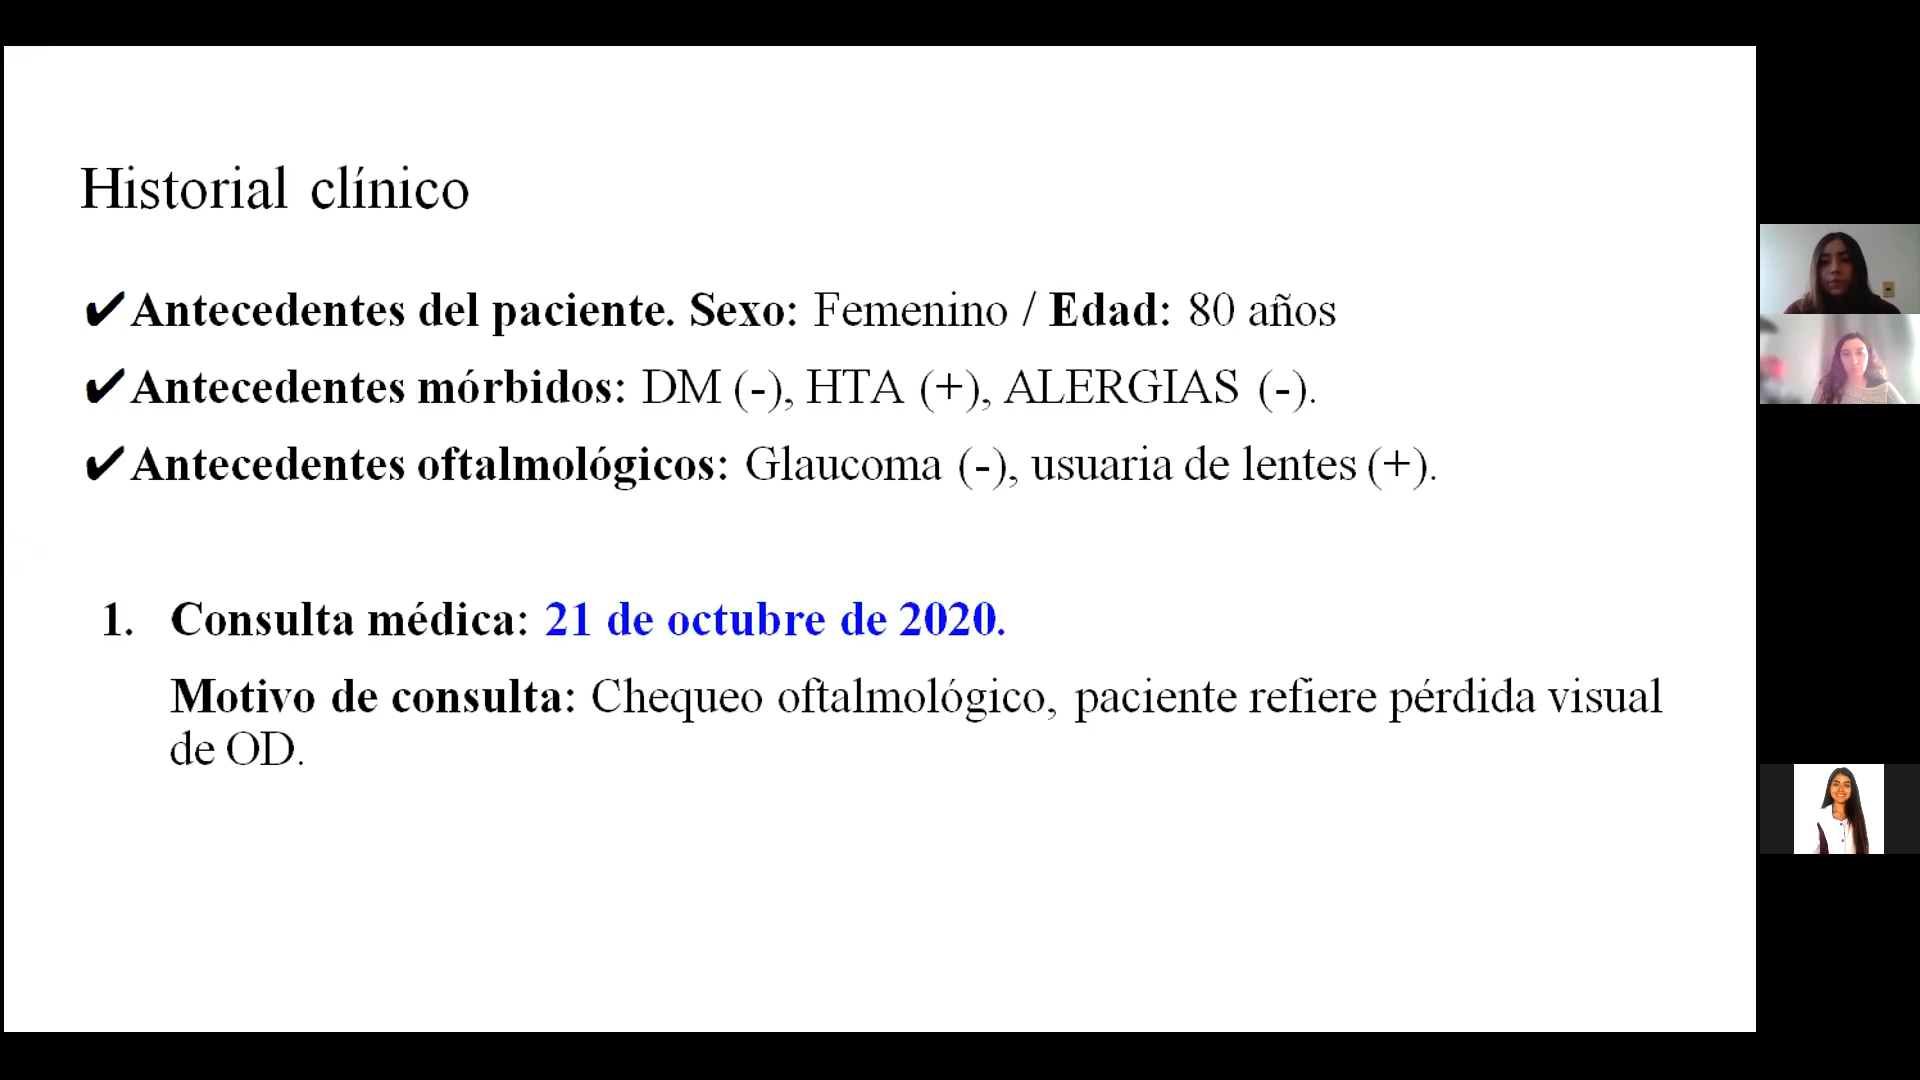 Historial clínico
✔Antecedentes del paciente. Sexo: Femenino / Edad: 80 años
✔Antecedentes mórbidos: DM (-), HTA (+), ALERGIAS (-).
✔Antecedentes oftalmológicos: Glaucoma (-), usuaria de lentes (+).
1. Consulta médica: 21 de octubre de 2020.
Motivo de consulta: Chequeo oftalmológico, paciente refiere pérdida visual
de OD.